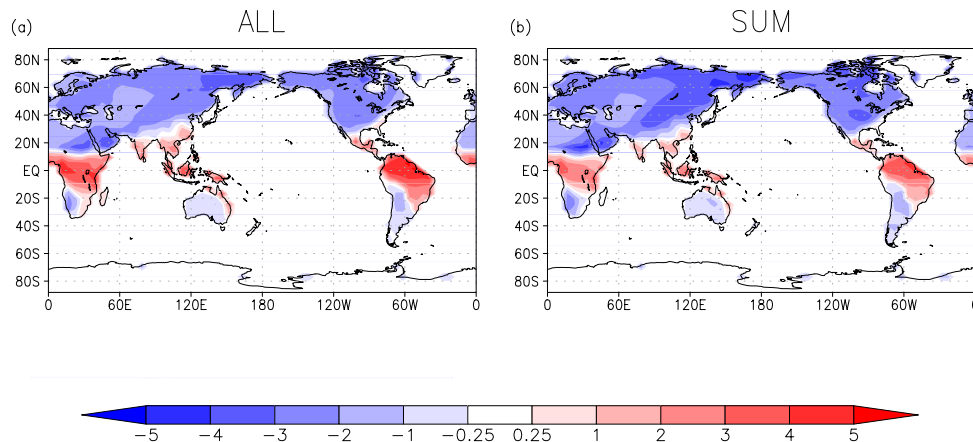 (a) ALL (b) SUM
80N 80N
60N 60N
40N 40N
20N 20N
EQ EQ
20S 20S
40S 40S
60S 60S
80S 80S
0 60E 120E 180 120W 60W 0 0 60E 120E 180 120W 60W 0
-5 -4 -3 -2 -1 -0.25 0.25 1 2 3 4 5